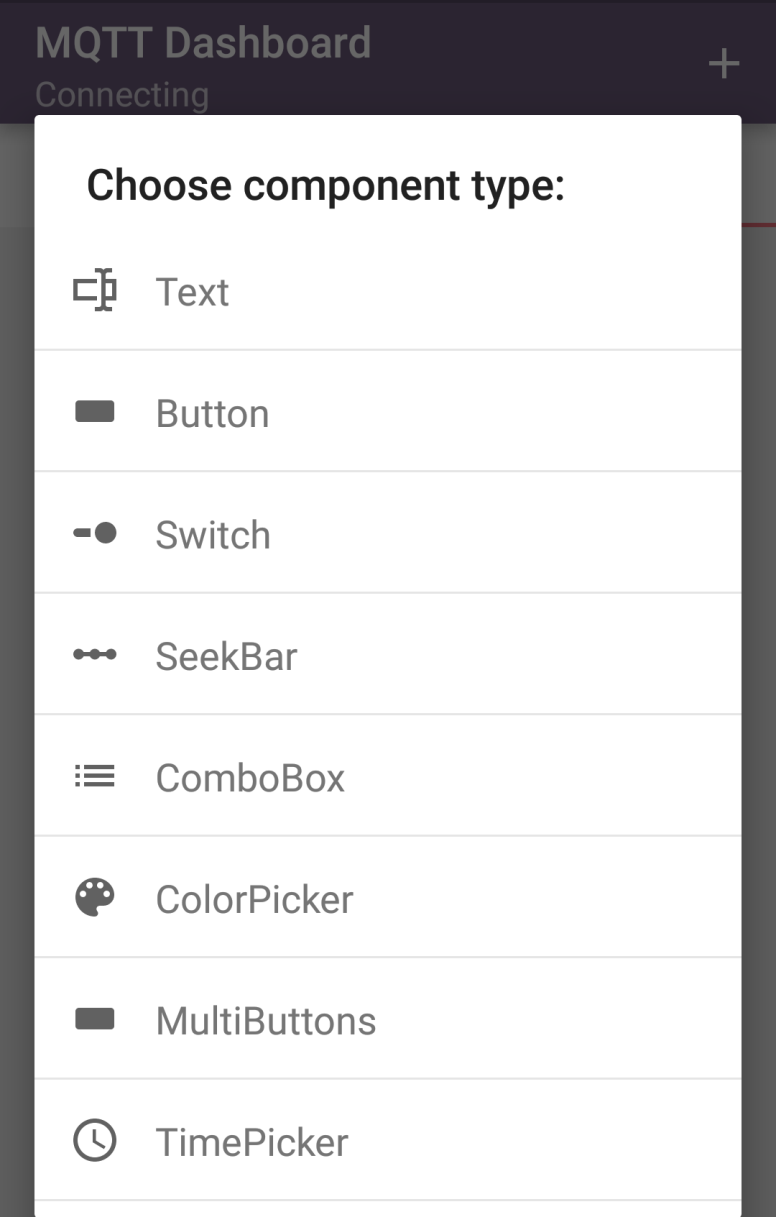 MQTT Dashboard
Connecting
Choose component type:
Text
Button
Switch
SeekBar
ComboBox
ColorPicker
MultiButtons
TimePicker